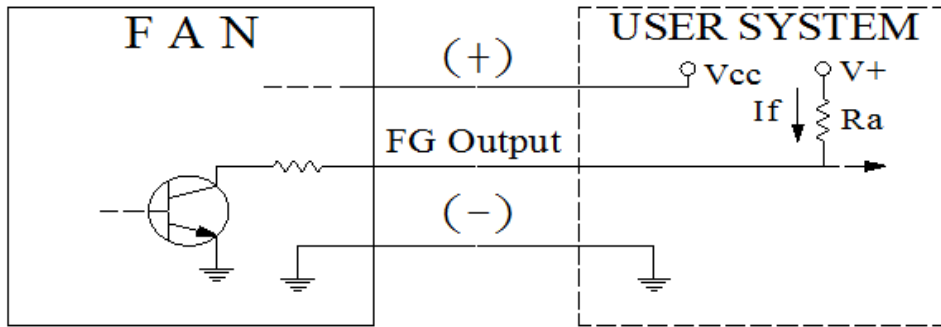 F A N
USER SYSTEM
(+)
Vcc
V+
If
Ra
FG Output
(-)